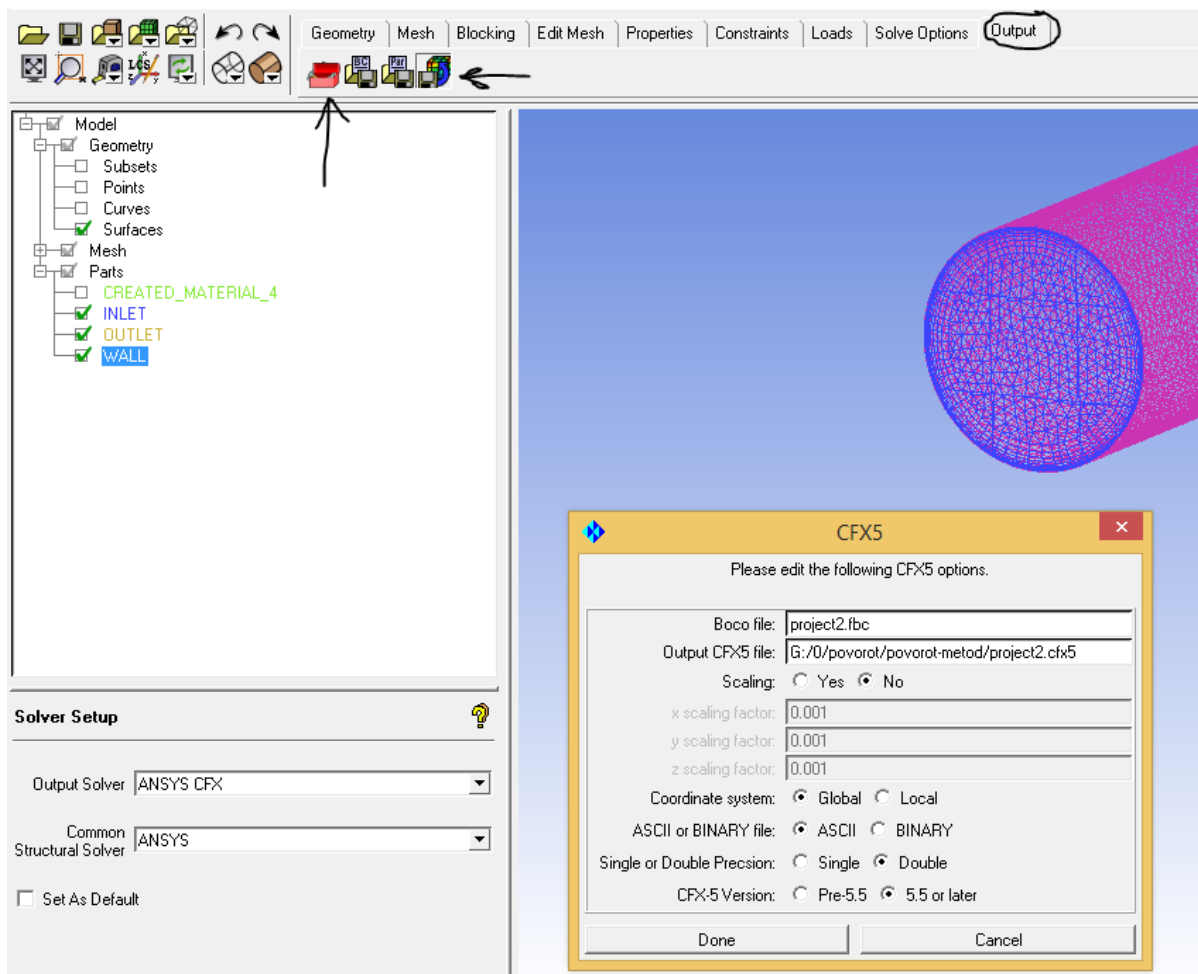 Geometry Mesh Blocking Edit Mesh Properties Constraints Loads Solve Options Output
LCS
BC
Par
Model
Geometry
Subsets
Points
Curves
Surfaces
Mesh
Parts
CREATED_MATERIAL_4
INLET
OUTLET
WALL
Solver Setup
Output Solver ANSYS CFX
Common
Structural Solver ANSYS
Set As Default
CFX5
Please edit the following CFX5 options.
Boco file: project2.fbc
Output CFX5 file: G:/0/povorot/povorot-metod/project2.cfx5
Scaling: Yes No
x scaling factor: 0.001
y scaling factor: 0.001
z scaling factor: 0.001
Coordinate system: Global Local
ASCII or BINARY file: ASCII BINARY
Single or Double Precsion: Single Double
CFX-5 Version: Pre-5.5 5.5 or later
Done Cancel